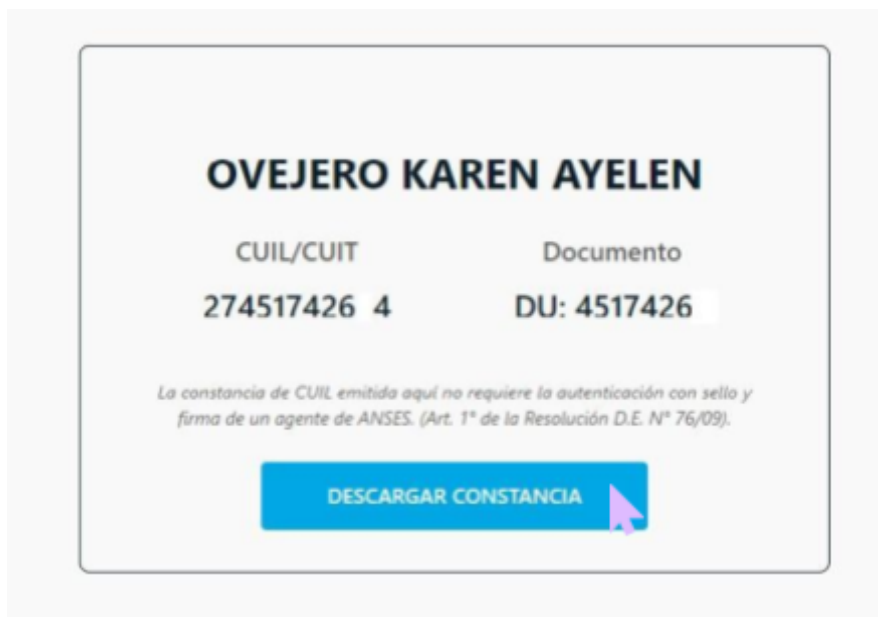 OVEJERO KAREN AYELEN
CUIL/CUIT Documento
274517426 4 DU: 4517426
La constancia de CUIL emitida aquí no requiere la autenticación con sello y
firma de un agente de ANSES. (Art. 1° de la Resolución D.E. N° 76/09).
DESCARGAR CONSTANCIA